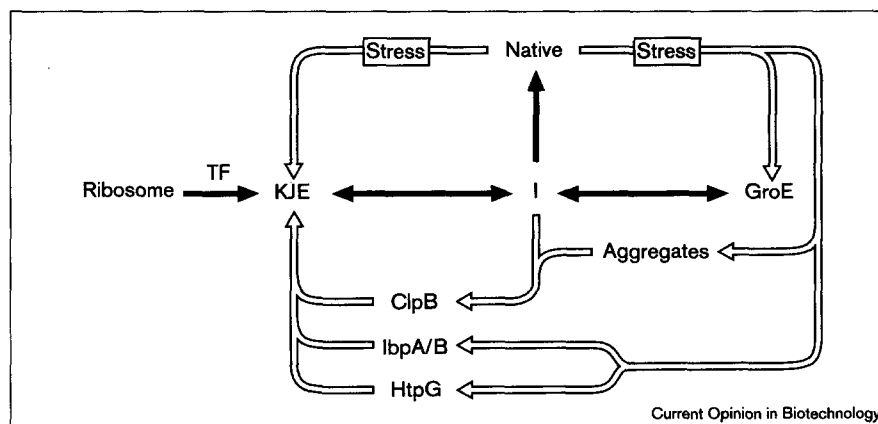 Stress Native Stress
TF
Ribosome KJE I GroE
Aggregates
ClpB
IbpA/B
HtpG
Current Opinion in Biotechnology